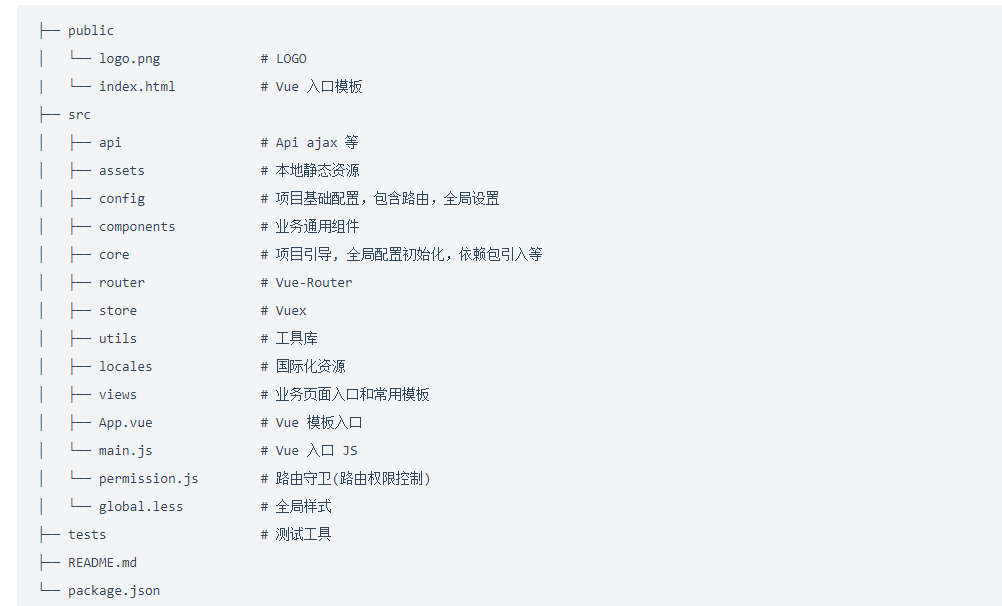 ├── public
│   └── logo.png             # LOGO
|   └── index.html           # Vue 入口模板
├── src
│   ├── api                  # Api ajax 等
│   ├── assets               # 本地静态资源
│   ├── config               # 项目基础配置，包含路由，全局设置
│   ├── components           # 业务通用组件
│   ├── core                 # 项目引导, 全局配置初始化，依赖包引入等
│   ├── router               # Vue-Router
│   ├── store                # Vuex
│   ├── utils                # 工具库
│   ├── locales              # 国际化资源
│   ├── views                # 业务页面入口和常用模板
│   ├── App.vue              # Vue 模板入口
│   └── main.js              # Vue 入口 JS
│   └── permission.js        # 路由守卫(路由权限控制)
│   └── global.less          # 全局样式
├── tests                    # 测试工具
├── README.md
└── package.json